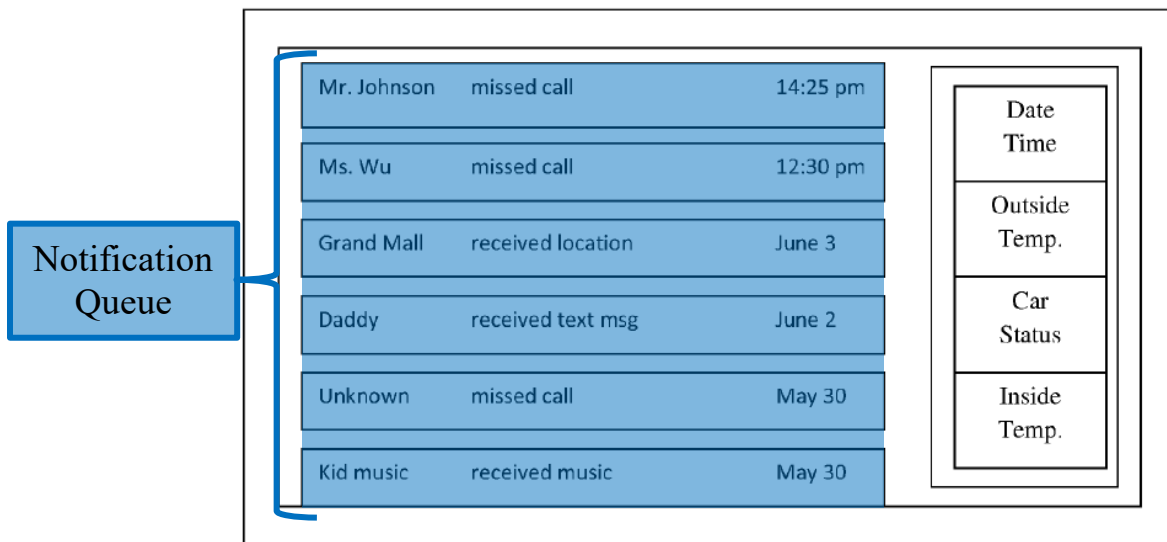 Notification
Queue
Mr. Johnson missed call 14:25 pm
Ms. Wu missed call 12:30 pm
Grand Mall received location June 3
Daddy received text msg June 2
Unknown missed call May 30
Kid music received music May 30
Date
Time
Outside
Temp.
Car
Status
Inside
Temp.